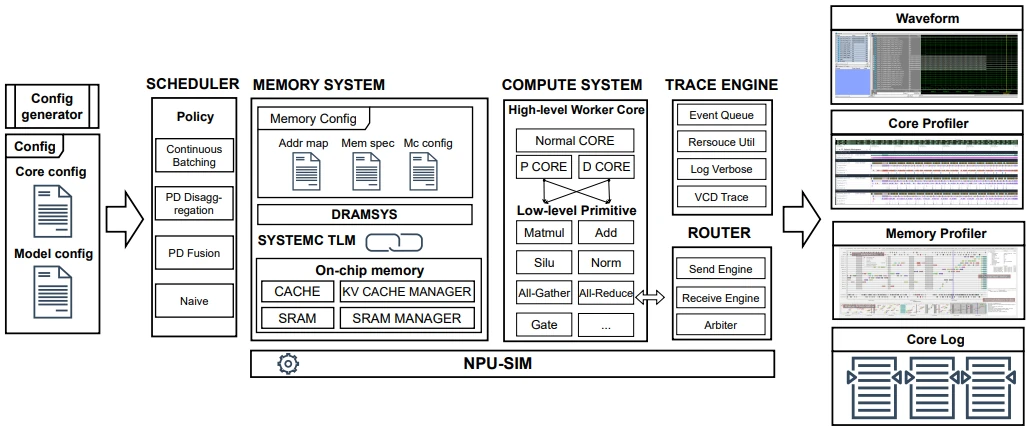 Config
generator
Config
Core config
Model config
SCHEDULER
Policy
Continuous
Batching
PD Disagg-
regation
PD Fusion
Naive
MEMORY SYSTEM
Memory Config
Addr map
Mem spec
Mc config
DRAMSYS
SYSTEMC TLM
On-chip memory
CACHE
KV CACHE MANAGER
SRAM
SRAM MANAGER
COMPUTE SYSTEM
High-level Worker Core
Normal CORE
P CORE
D CORE
Low-level Primitive
Matmul
Add
Silu
Norm
All-Gather
All-Reduce
Gate
...
TRACE ENGINE
Event Queue
Rersouce Util
Log Verbose
VCD Trace
ROUTER
Send Engine
Receive Engine
Arbiter
NPU-SIM
Waveform
Core Profiler
Memory Profiler
Core Log